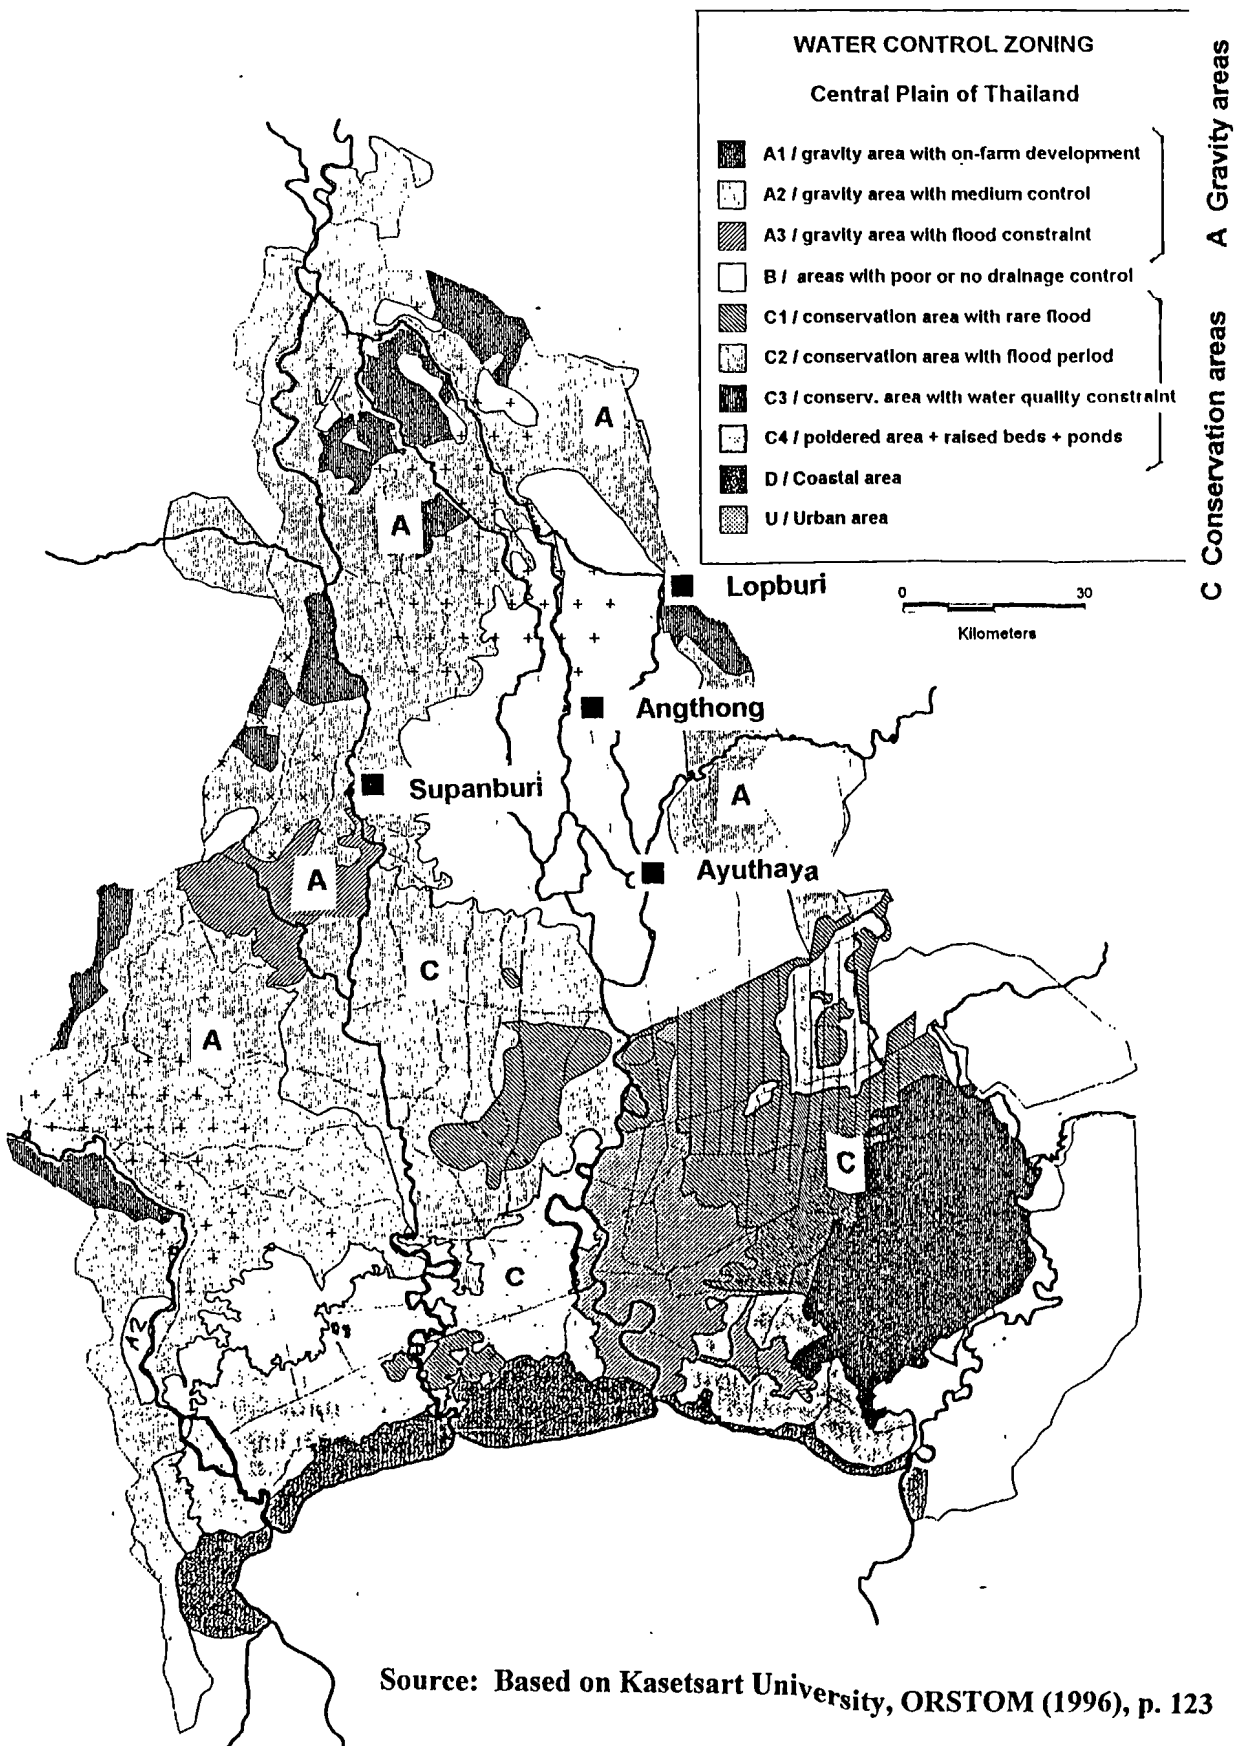 WATER CONTROL ZONING
Central Plain of Thailand
A1 / gravity area with on-farm development
A2 / gravity area with medium control
A3 / gravity area with flood constraint
B / areas with poor or no drainage control
C1 / conservation area with rare flood
C2 / conservation area with flood period
C3 / conserv. area with water quality constraint
C4 / poldered area + raised beds + ponds
D / Coastal area
U / Urban area
A Gravity areas
C Conservation areas
0 30
Kilometers
A
A
Lopburi
Angthong
Supanburi
A
Ayuthaya
A
C
A
C
C
A2
Source: Based on Kasetsart University, ORSTOM (1996), p. 123